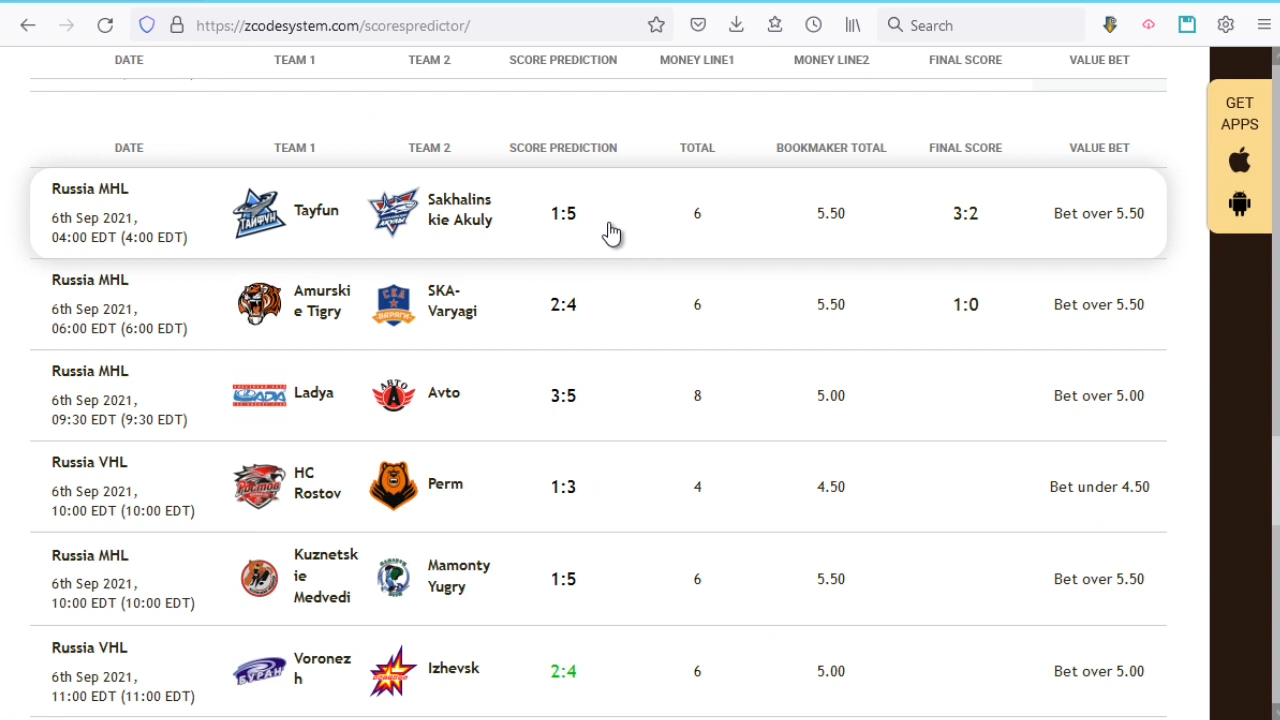 https://zcodesystem.com/scorespredictor/
Search
DATE TEAM 1 TEAM 2 SCORE PREDICTION MONEY LINE1 MONEY LINE2 FINAL SCORE VALUE BET
GET
APPS
DATE TEAM 1 TEAM 2 SCORE PREDICTION TOTAL BOOKMAKER TOTAL FINAL SCORE VALUE BET
Russia MHL
6th Sep 2021,
04:00 EDT (4:00 EDT)
ТАЙФУН
Tayfun
Sakhalins
kie Akuly
1:5 6 5.50 3:2 Bet over 5.50
Russia MHL
6th Sep 2021,
06:00 EDT (6:00 EDT)
Amurski
e Tigry
СКА
ВАРЯГИ
SKA-
Varyagi
2:4 6 5.50 1:0 Bet over 5.50
Russia MHL
6th Sep 2021,
09:30 EDT (9:30 EDT)
ЛАДЬЯ
Ladya
АВТО
Avto
3:5 8 5.00 Bet over 5.00
Russia VHL
6th Sep 2021,
10:00 EDT (10:00 EDT)
Ростов
HC
Rostov
Perm
1:3 4 4.50 Bet under 4.50
Russia MHL
6th Sep 2021,
10:00 EDT (10:00 EDT)
Kuznetsk
ie
Medvedi
Mamonty
Yugry
1:5 6 5.50 Bet over 5.50
Russia VHL
6th Sep 2021,
11:00 EDT (11:00 EDT)
БУРАН
Voronez
h
Izhevsk
2:4 6 5.00 Bet over 5.00